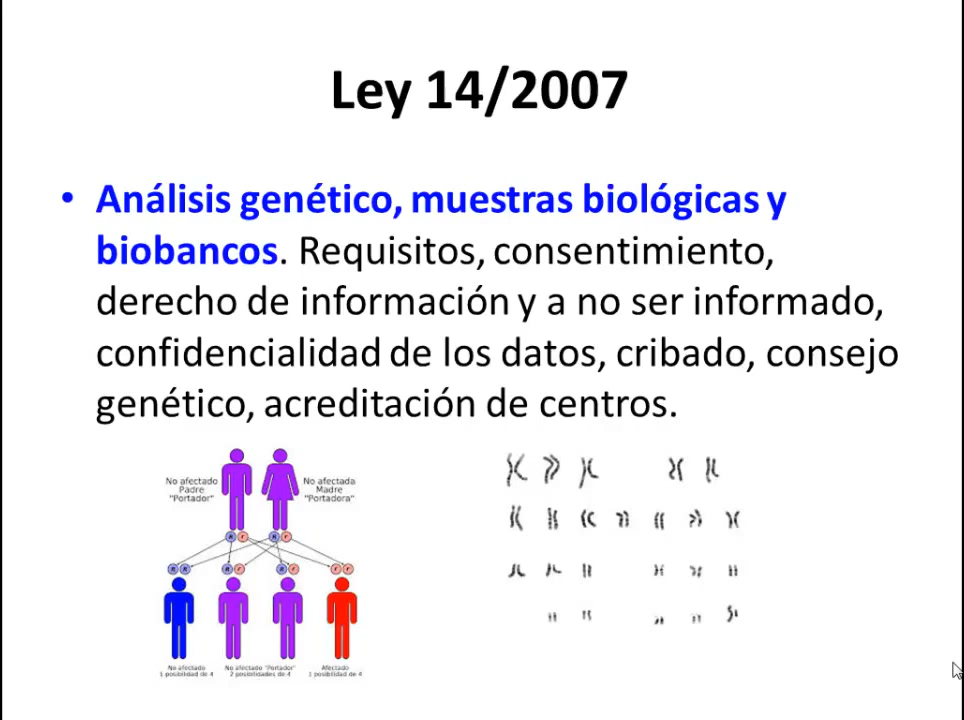 Ley 14/2007
• Análisis genético, muestras biológicas y
biobancos. Requisitos, consentimiento,
derecho de información y a no ser informado,
confidencialidad de los datos, cribado, consejo
genético, acreditación de centros.
No afectado
Padre
"Portador"
No afectada
Madre
"Portadora"
R r R r
R R R r R r r r
No afectado
1 posibilidad de 4
No afectado "Portador"
2 posibilidades de 4
Afectado
1 posibilidad de 4